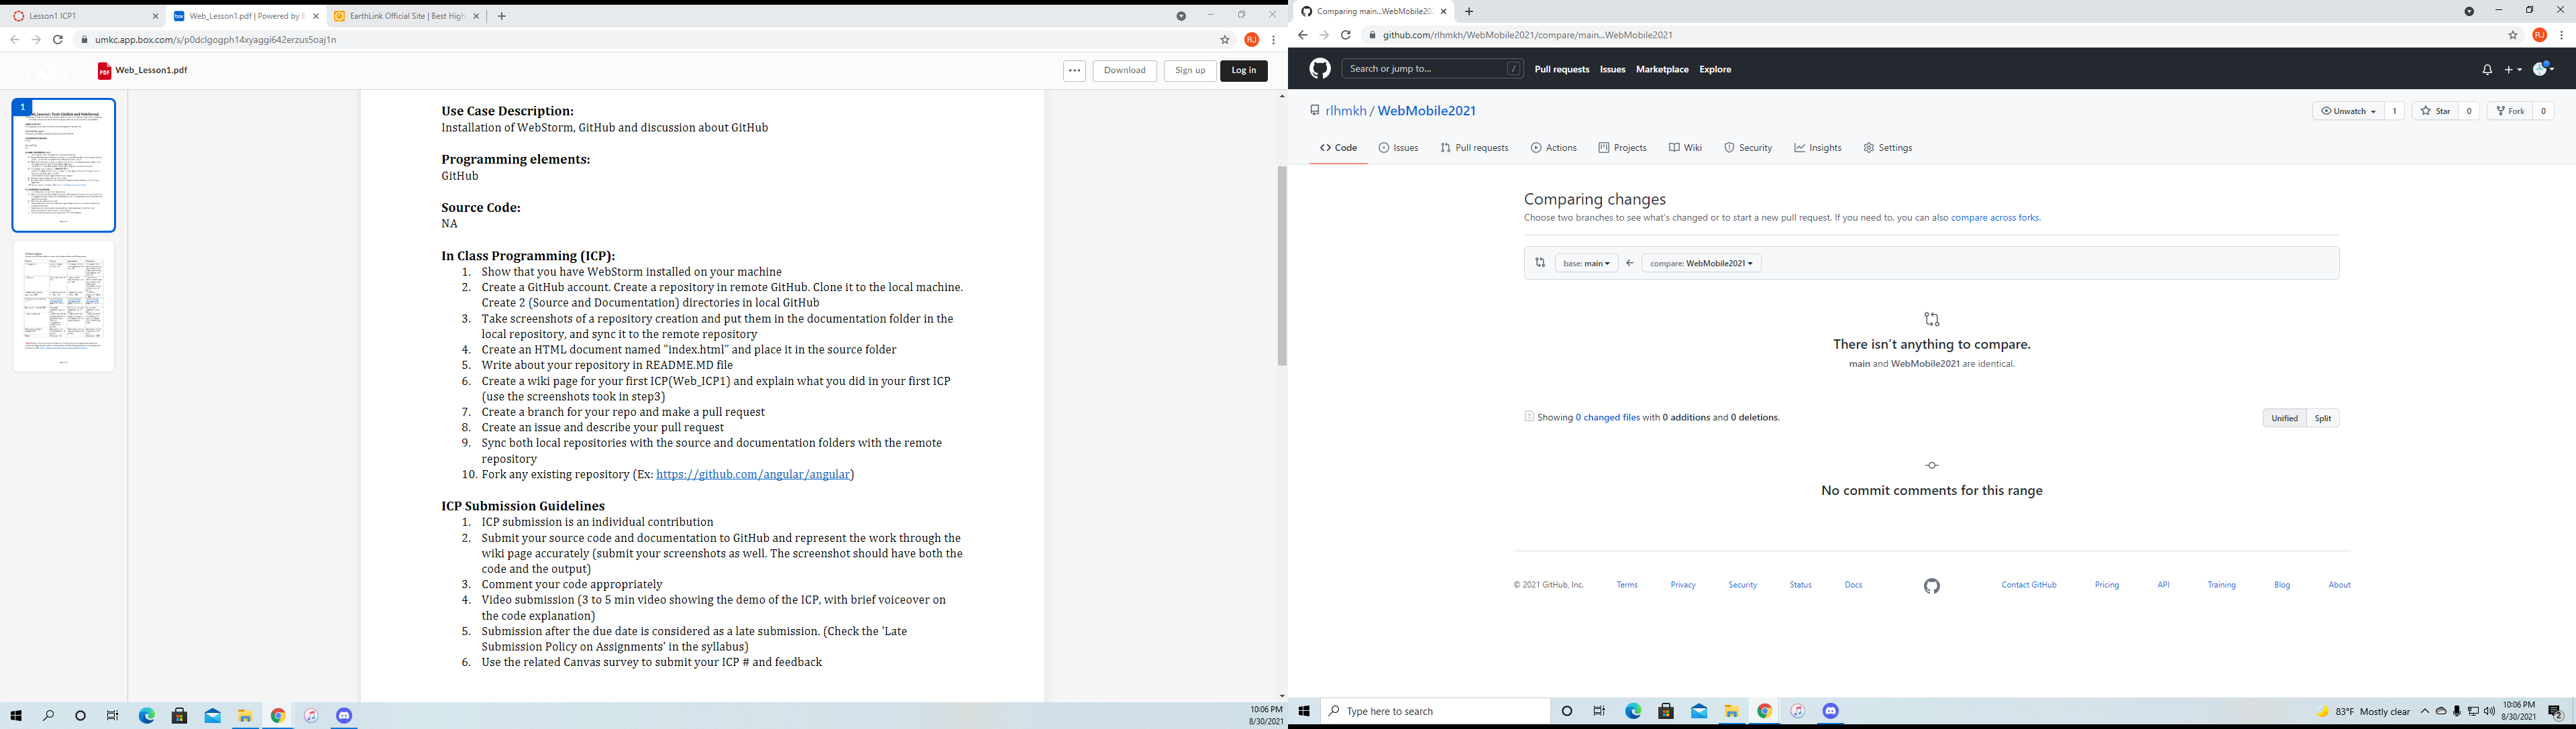 Lesson1 ICP1
Web_Lesson1.pdf | Powered by B
EarthLink Official Site | Best High
umkc.app.box.com/s/p0dclgogph14xyaggi642erzus5oaj1n
RJ
PDF Web_Lesson1.pdf
Download
Sign up
Log in
1
Use Case Description:
Installation of WebStorm, GitHub and discussion about GitHub
Programming elements:
GitHub
Source Code:
NA
In Class Programming (ICP):
1. Show that you have WebStorm installed on your machine
2. Create a GitHub account. Create a repository in remote GitHub. Clone it to the local machine.
Create 2 (Source and Documentation) directories in local GitHub
3. Take screenshots of a repository creation and put them in the documentation folder in the
local repository, and sync it to the remote repository
4. Create an HTML document named "index.html" and place it in the source folder
5. Write about your repository in README.MD file
6. Create a wiki page for your first ICP(Web_ICP1) and explain what you did in your first ICP
(use the screenshots took in step3)
7. Create a branch for your repo and make a pull request
8. Create an issue and describe your pull request
9. Sync both local repositories with the source and documentation folders with the remote
repository
10. Fork any existing repository (Ex: https://github.com/angular/angular)
ICP Submission Guidelines
1. ICP submission is an individual contribution
2. Submit your source code and documentation to GitHub and represent the work through the
wiki page accurately (submit your screenshots as well. The screenshot should have both the
code and the output)
3. Comment your code appropriately
4. Video submission (3 to 5 min video showing the demo of the ICP, with brief voiceover on
the code explanation)
5. Submission after the due date is considered as a late submission. (Check the 'Late
Submission Policy on Assignments' in the syllabus)
6. Use the related Canvas survey to submit your ICP # and feedback
10:06 PM
8/30/2021
Comparing main...WebMobile202
github.com/rlhmkh/WebMobile2021/compare/main...WebMobile2021
RJ
Search or jump to... /
Pull requests Issues Marketplace Explore
rlhmkh / WebMobile2021
Unwatch 1 Star 0 Fork 0
Code Issues Pull requests Actions Projects Wiki Security Insights Settings
Comparing changes
Choose two branches to see what's changed or to start a new pull request. If you need to, you can also compare across forks.
base: main compare: WebMobile2021
There isn't anything to compare.
main and WebMobile2021 are identical.
Showing 0 changed files with 0 additions and 0 deletions.
Unified Split
No commit comments for this range
© 2021 GitHub, Inc. Terms Privacy Security Status Docs Contact GitHub Pricing API Training Blog About
Type here to search
83°F Mostly clear
10:06 PM
8/30/2021
2